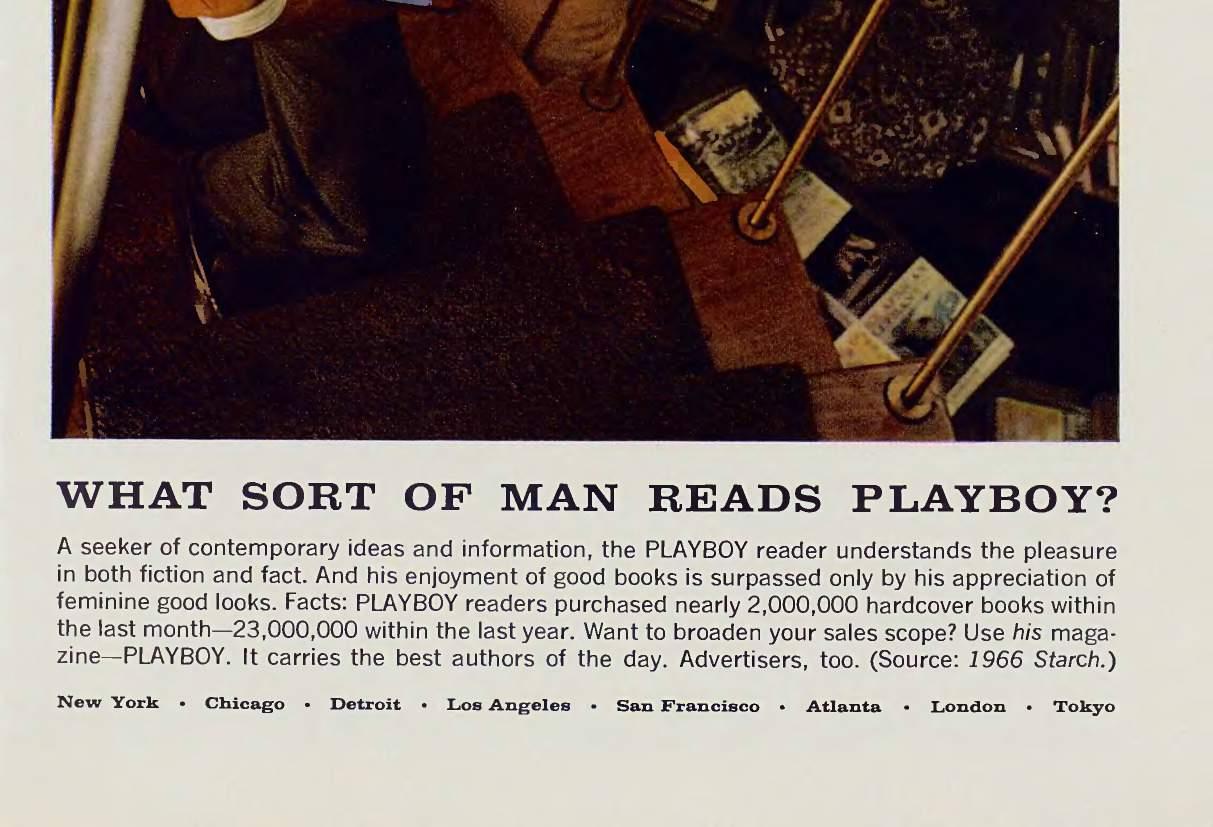 WHAT SORT OF MAN READS PLAYBOY?
A seeker of contemporary ideas and information, the PLAYBOY reader understands the pleasure
in both fiction and fact. And his enjoyment of good books is surpassed only by his appreciation of
feminine good looks. Facts: PLAYBOY readers purchased nearly 2,000,000 hardcover books within
the last month—23,000,000 within the last year. Want to broaden your sales scope? Use his maga-
zine—PLAYBOY. It carries the best authors of the day. Advertisers, too. (Source: 1966 Starch.)
New York • Chicago • Detroit • Los Angeles • San Francisco • Atlanta • London • Tokyo